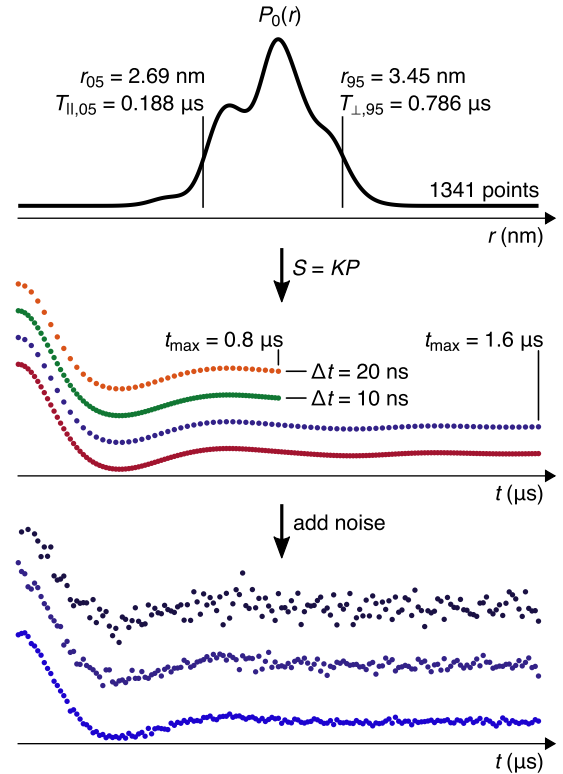 P₀(r)
r₀₅ = 2.69 nm
T||,₀₅ = 0.188 µs
r₉₅ = 3.45 nm
T⊥,₉₅ = 0.786 µs
1341 points
r (nm)
S = KP
tmax = 0.8 µs
tmax = 1.6 µs
Δt = 20 ns
Δt = 10 ns
t (µs)
add noise
t (µs)